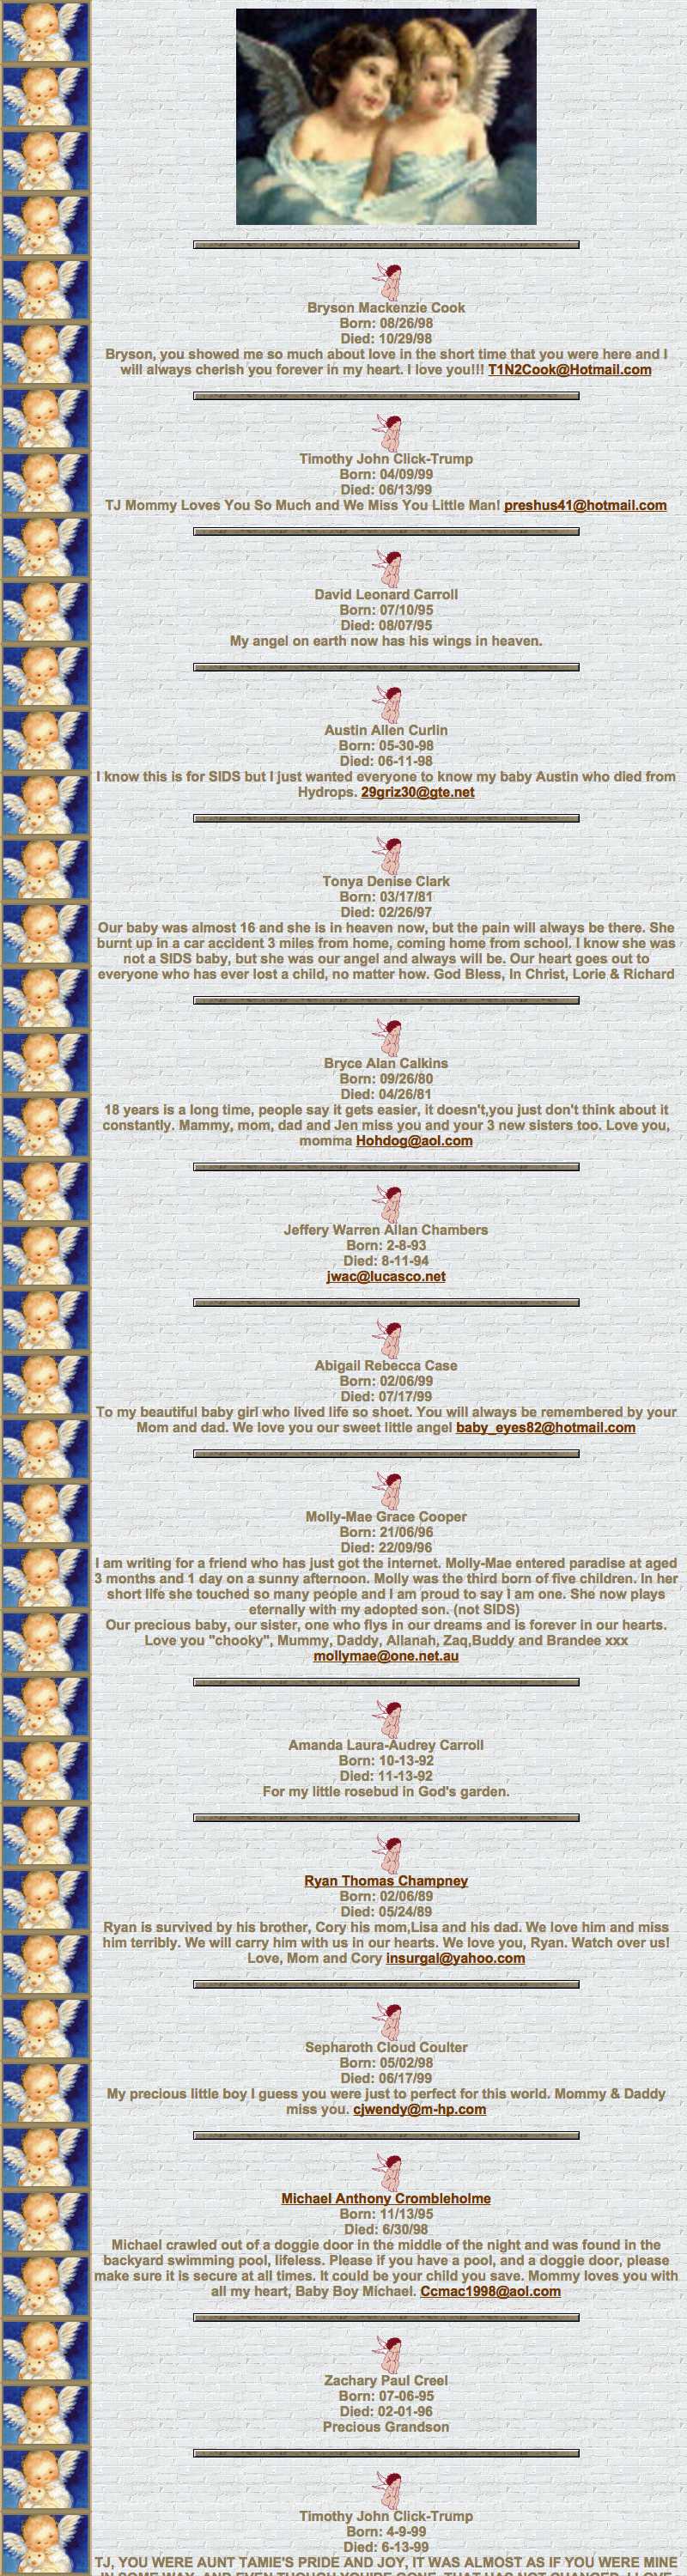 Bryson Mackenzie Cook
Born: 08/26/98
Died: 10/29/98
Bryson, you showed me so much about love in the short time that you were here and I
will always cherish you forever in my heart. I love you!!! T1N2Cook@Hotmail.com
Timothy John Click-Trump
Born: 04/09/99
Died: 06/13/99
TJ Mommy Loves You So Much and We Miss You Little Man! preshus41@hotmail.com
David Leonard Carroll
Born: 07/10/95
Died: 08/07/95
My angel on earth now has his wings in heaven.
Austin Allen Curlin
Born: 05-30-98
Died: 06-11-98
I know this is for SIDS but I just wanted everyone to know my baby Austin who died from
Hydrops. 29griz30@gte.net
Tonya Denise Clark
Born: 03/17/81
Died: 02/26/97
Our baby was almost 16 and she is in heaven now, but the pain will always be there. She
burnt up in a car accident 3 miles from home, coming home from school. I know she was
not a SIDS baby, but she was our angel and always will be. Our heart goes out to
everyone who has ever lost a child, no matter how. God Bless, In Christ, Lorie & Richard
Bryce Alan Calkins
Born: 09/26/80
Died: 04/26/81
18 years is a long time, people say it gets easier, it doesn't,you just don't think about it
constantly. Mammy, mom, dad and Jen miss you and your 3 new sisters too. Love you,
momma Hohdog@aol.com
Jeffery Warren Allan Chambers
Born: 2-8-93
Died: 8-11-94
jwac@lucasco.net
Abigail Rebecca Case
Born: 02/06/99
Died: 07/17/99
To my beautiful baby girl who lived life so shoet. You will always be remembered by your
Mom and dad. We love you our sweet little angel baby_eyes82@hotmail.com
Molly-Mae Grace Cooper
Born: 21/06/96
Died: 22/09/96
I am writing for a friend who has just got the internet. Molly-Mae entered paradise at aged
3 months and 1 day on a sunny afternoon. Molly was the third born of five children. In her
short life she touched so many people and I am proud to say I am one. She now plays
eternally with my adopted son. (not SIDS)
Our precious baby, our sister, one who flys in our dreams and is forever in our hearts.
Love you "chooky", Mummy, Daddy, Allanah, Zaq,Buddy and Brandee xxx
mollymae@one.net.au
Amanda Laura-Audrey Carroll
Born: 10-13-92
Died: 11-13-92
For my little rosebud in God's garden.
Ryan Thomas Champney
Born: 02/06/89
Died: 05/24/89
Ryan is survived by his brother, Cory his mom,Lisa and his dad. We love him and miss
him terribly. We will carry him with us in our hearts. We love you, Ryan. Watch over us!
Love, Mom and Cory insurgal@yahoo.com
Sepharoth Cloud Coulter
Born: 05/02/98
Died: 06/17/99
My precious little boy I guess you were just to perfect for this world. Mommy & Daddy
miss you. cjwendy@m-hp.com
Michael Anthony Crombleholme
Born: 11/13/95
Died: 6/30/98
Michael crawled out of a doggie door in the middle of the night and was found in the
backyard swimming pool, lifeless. Please if you have a pool, and a doggie door, please
make sure it is secure at all times. It could be your child you save. Mommy loves you with
all my heart, Baby Boy Michael. Ccmac1998@aol.com
Zachary Paul Creel
Born: 07-06-95
Died: 02-01-96
Precious Grandson
Timothy John Click-Trump
Born: 4-9-99
Died: 6-13-99
TJ, YOU WERE AUNT TAMIE'S PRIDE AND JOY, IT WAS ALMOST AS IF YOU WERE MINE